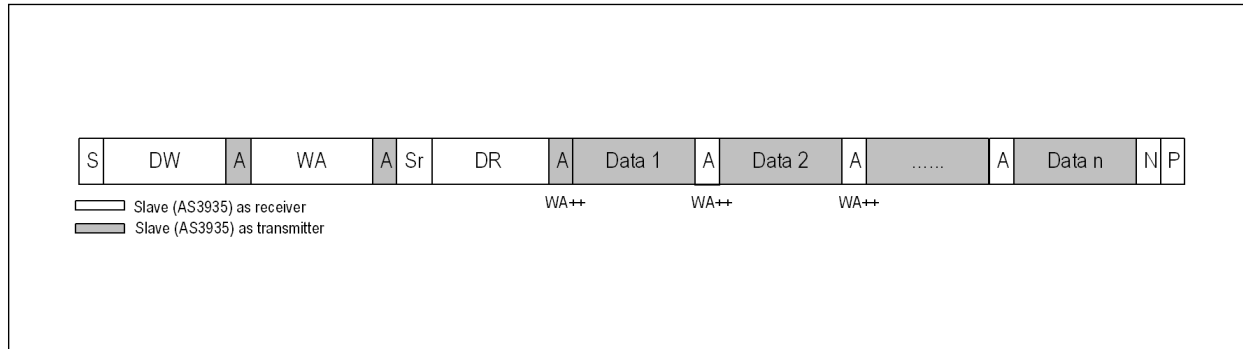 S DW A WA A Sr DR A Data 1 A Data 2 A ...... A Data n N P
WA++ WA++ WA++
Slave (AS3935) as receiver
Slave (AS3935) as transmitter